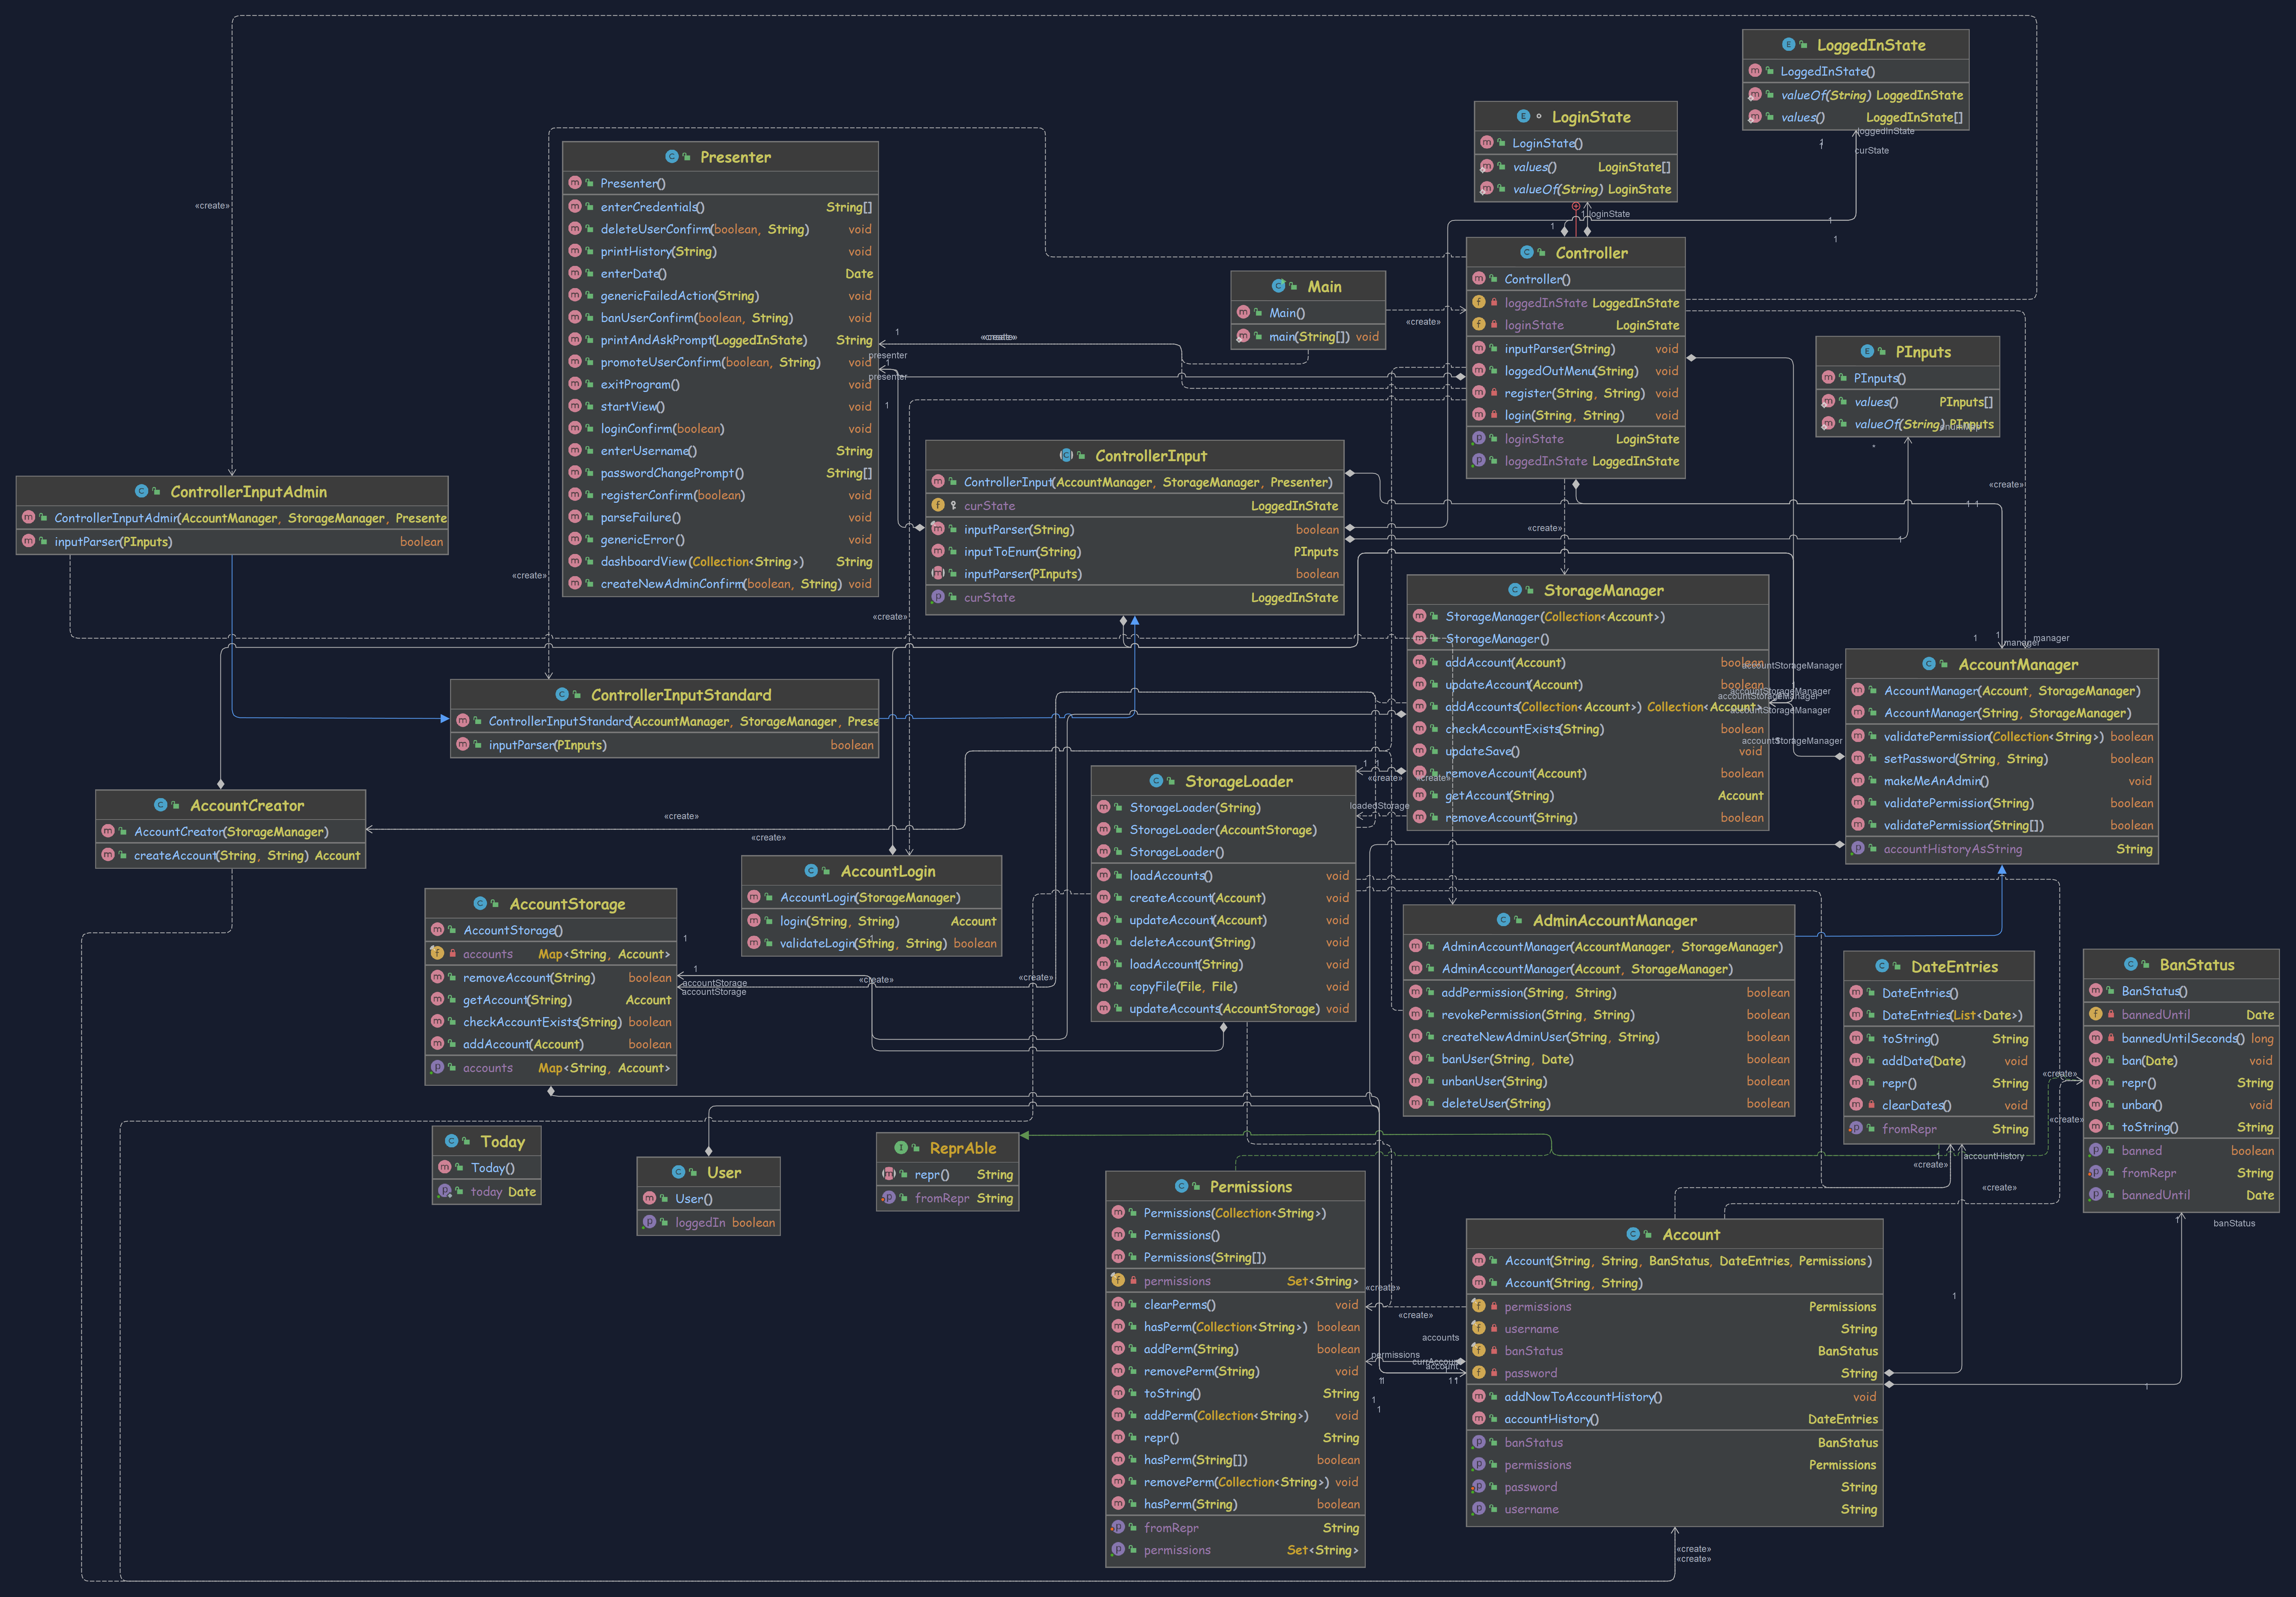 LoggedInState
LoggedInState()
valueOf(String) LoggedInState
values() LoggedInState[]
loggedInState
1
curState
LoginState
LoginState()
values() LoginState[]
valueOf(String) LoginState
1 loginState
1
1
1
Presenter
Presenter()
enterCredentials() String[]
deleteUserConfirm(boolean, String) void
printHistory(String) void
enterDate() Date
genericFailedAction(String) void
banUserConfirm(boolean, String) void
printAndAskPrompt(LoggedInState) String
promoteUserConfirm(boolean, String) void
exitProgram() void
startView() void
loginConfirm(boolean) void
enterUsername() String
passwordChangePrompt() String[]
registerConfirm(boolean) void
parseFailure() void
genericError() void
dashboardView(Collection<String>) String
createNewAdminConfirm(boolean, String) void
«create»
Controller
Controller()
loggedInState LoggedInState
loginState LoginState
inputParser(String) void
loggedOutMenu(String) void
register(String, String) void
login(String, String) void
loginState LoginState
loggedInState LoggedInState
Main
Main()
main(String[]) void
«create»
«create»
1
presenter
1
presenter
1
PInputs
PInputs()
values() PInputs[]
valueOf(String) PInputs
*
ControllerInput
ControllerInput(AccountManager, StorageManager, Presenter)
curState LoggedInState
inputParser(String) boolean
inputToEnum(String) PInputs
inputParser(PInputs) boolean
curState LoggedInState
ControllerInputAdmin
ControllerInputAdmin(AccountManager, StorageManager, Presente
inputParser(PInputs) boolean
«create»
«create»
1 1
«create»
1
«create»
StorageManager
StorageManager(Collection<Account>)
StorageManager()
addAccount(Account) boolean
updateAccount(Account) boolean
addAccounts(Collection<Account>) Collection<Account>
checkAccountExists(String) boolean
updateSave() void
removeAccount(Account) boolean
getAccount(String) Account
removeAccount(String) boolean
accountStorageManager
accountStorageManager
accountStorageManager
accountStorageManager
accountStorageManager
1
1
manager
manager
AccountManager
AccountManager(Account, StorageManager)
AccountManager(String, StorageManager)
validatePermission(Collection<String>) boolean
setPassword(String, String) boolean
makeMeAnAdmin() void
validatePermission(String) boolean
validatePermission(String[]) boolean
accountHistoryAsString String
ControllerInputStandard
ControllerInputStandard(AccountManager, StorageManager, Prese
inputParser(PInputs) boolean
StorageLoader
StorageLoader(String)
StorageLoader(AccountStorage)
StorageLoader()
loadAccounts() void
createAccount(Account) void
updateAccount(Account) void
deleteAccount(String) void
loadAccount(String) void
copyFile(File, File) void
updateAccounts(AccountStorage) void
1
1
«create»
«create»
loadedStorage
AccountCreator
AccountCreator(StorageManager)
createAccount(String, String) Account
«create»
«create»
AccountLogin
AccountLogin(StorageManager)
login(String, String) Account
validateLogin(String, String) boolean
AccountStorage
AccountStorage()
accounts Map<String, Account>
removeAccount(String) boolean
getAccount(String) Account
checkAccountExists(String) boolean
addAccount(Account) boolean
accounts Map<String, Account>
1
1
accountStorage
accountStorage
1
«create»
«create»
AdminAccountManager
AdminAccountManager(AccountManager, StorageManager)
AdminAccountManager(Account, StorageManager)
addPermission(String, String) boolean
revokePermission(String, String) boolean
createNewAdminUser(String, String) boolean
banUser(String, Date) boolean
unbanUser(String) boolean
deleteUser(String) boolean
DateEntries
DateEntries()
DateEntries(List<Date>)
toString() String
addDate(Date) void
repr() String
clearDates() void
fromRepr String
BanStatus
BanStatus()
bannedUntil Date
bannedUntilSeconds() long
ban(Date) void
repr() String
unban() void
toString() String
banned boolean
fromRepr String
bannedUntil Date
«create»
«create»
1
accountHistory
«create»
«create»
1
banStatus
Today
Today()
today Date
User
User()
loggedIn boolean
ReprAble
repr() String
fromRepr String
Permissions
Permissions(Collection<String>)
Permissions()
Permissions(String[])
permissions Set<String>
clearPerms() void
hasPerm(Collection<String>) boolean
addPerm(String) boolean
removePerm(String) void
toString() String
addPerm(Collection<String>) void
repr() String
hasPerm(String[]) boolean
removePerm(Collection<String>) void
hasPerm(String) boolean
fromRepr String
permissions Set<String>
«create»
«create»
accounts
permissions
account
1
1
1
1
Account
Account(String, String, BanStatus, DateEntries, Permissions)
Account(String, String)
permissions Permissions
username String
banStatus BanStatus
password String
addNowToAccountHistory() void
accountHistory() DateEntries
banStatus BanStatus
permissions Permissions
password String
username String
1
1
«create»
«create»